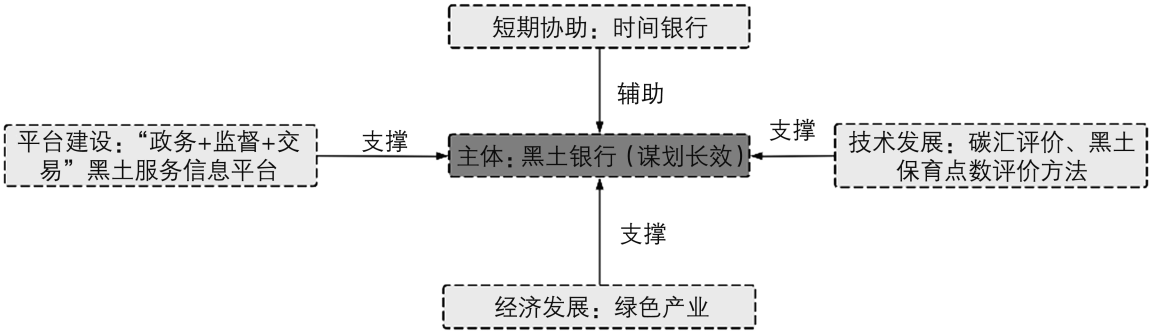 短期协助：时间银行
辅助
平台建设：“政务+监督+交
易”黑土服务信息平台
支撑
主体：黑土银行（谋划长效）
支撑
技术发展：碳汇评价、黑土
保育点数评价方法
支撑
经济发展：绿色产业